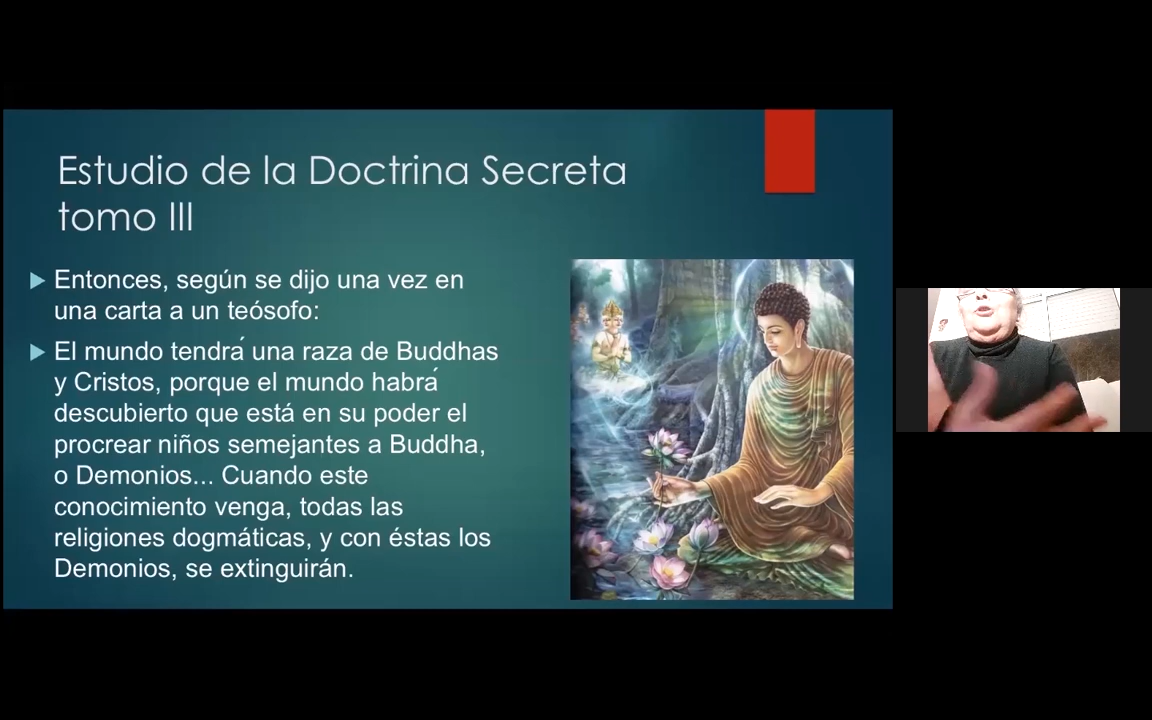 Estudio de la Doctrina Secreta
tomo III
Entonces, según se dijo una vez en
una carta a un teósofo:
El mundo tendrá una raza de Buddhas
y Cristos, porque el mundo habrá
descubierto que está en su poder el
procrear niños semejantes a Buddha,
o Demonios... Cuando este
conocimiento venga, todas las
religiones dogmáticas, y con éstas los
Demonios, se extinguirán.